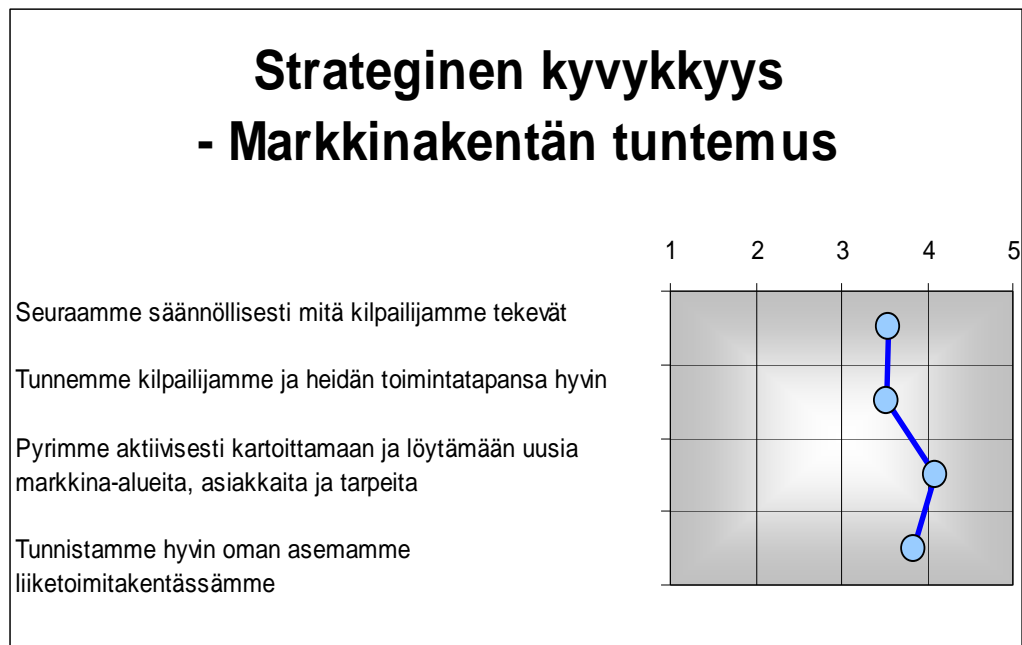 Strateginen kyvykkyys
- Markkinakentän tuntemus
1 2 3 4 5
Seuraamme säännöllisesti mitä kilpailijamme tekevät
Tunnemme kilpailijamme ja heidän toimintatapansa hyvin
Pyrimme aktiivisesti kartoittamaan ja löytämään uusia
markkina-alueita, asiakkaita ja tarpeita
Tunnistamme hyvin oman asemamme
liiketoimitakentässämme